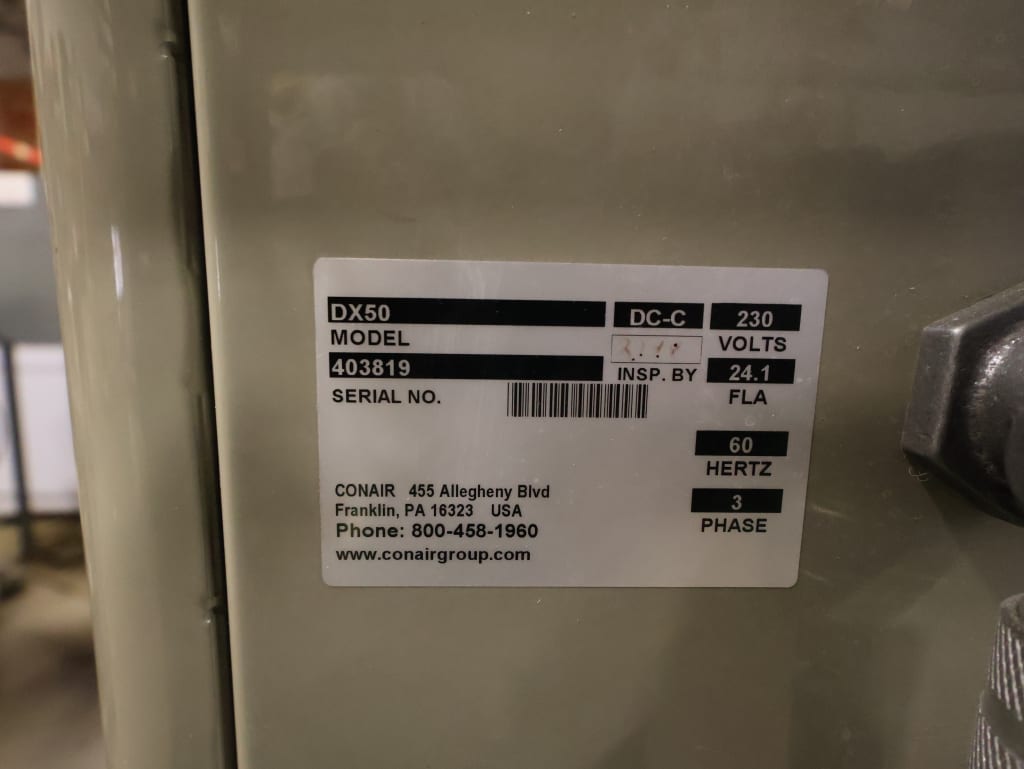 DX50
MODEL
403819
SERIAL NO.
DC-C
INSP. BY
230
VOLTS
24.1
FLA
60
HERTZ
3
PHASE
CONAIR 455 Allegheny Blvd
Franklin, PA 16323 USA
Phone: 800-458-1960
www.conairgroup.com